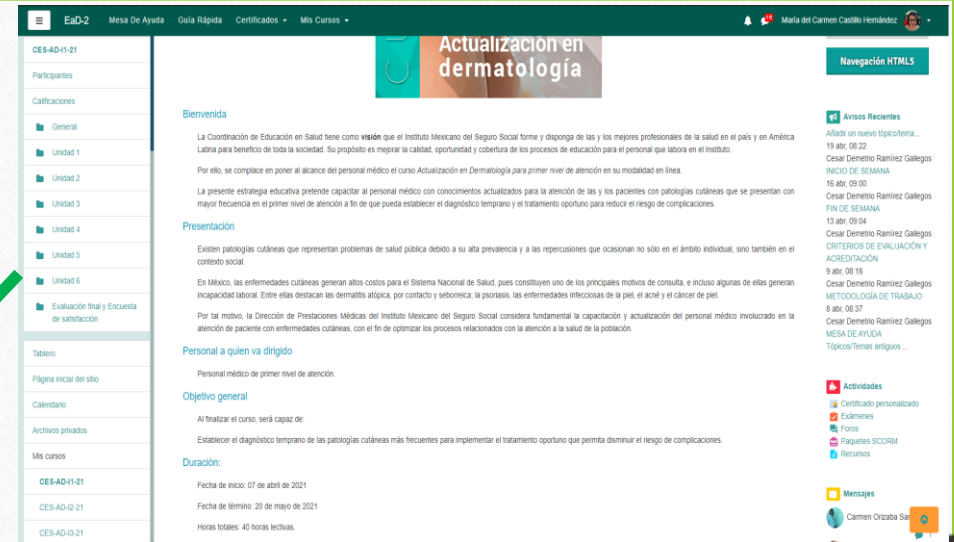 EaD-2 Mesa De Ayuda Guía Rápida Certificados Mis Cursos
María del Carmen Castillo Hernández
CES-AD-I1-21
Participantes
Calificaciones
General
Unidad 1
Unidad 2
Unidad 3
Unidad 4
Unidad 5
Unidad 6
Evaluación final y Encuesta
de satisfacción
Tablero
Página inicial del sitio
Calendario
Archivos privados
Mis cursos
CES-AD-I1-21
CES-AD-I2-21
CES-AD-I3-21
Actualización en
dermatología
Bienvenida
La Coordinación de Educación en Salud tiene como visión que el Instituto Mexicano del Seguro Social forme y disponga de las y los mejores profesionales de la salud en el país y en América
Latina para beneficio de toda la sociedad. Su propósito es mejorar la calidad, oportunidad y cobertura de los procesos de educación para el personal que labora en el Instituto.
Por ello, se complace en poner al alcance del personal médico el curso Actualización en Dermatología para primer nivel de atención en su modalidad en línea.
La presente estrategia educativa pretende capacitar al personal médico con conocimientos actualizados para la atención de las y los pacientes con patologías cutáneas que se presentan con
mayor frecuencia en el primer nivel de atención a fin de que pueda establecer el diagnóstico temprano y el tratamiento oportuno para reducir el riesgo de complicaciones.
Presentación
Existen patologías cutáneas que representan problemas de salud pública debido a su alta prevalencia y a las repercusiones que ocasionan no sólo en el ámbito individual, sino también en el
contexto social.
En México, las enfermedades cutáneas generan altos costos para el Sistema Nacional de Salud, pues constituyen uno de los principales motivos de consulta, e incluso algunas de ellas generan
incapacidad laboral. Entre ellas destacan las dermatitis atópica, por contacto y seborreica; la psoriasis, las enfermedades infecciosas de la piel, el acné y el cáncer de piel.
Por tal motivo, la Dirección de Prestaciones Médicas del Instituto Mexicano del Seguro Social considera fundamental la capacitación y actualización del personal médico involucrado en la
atención de paciente con enfermedades cutáneas, con el fin de optimizar los procesos relacionados con la atención a la salud de la población.
Personal a quien va dirigido
Personal médico de primer nivel de atención.
Objetivo general
Al finalizar el curso, será capaz de:
Establecer el diagnóstico temprano de las patologías cutáneas más frecuentes para implementar el tratamiento oportuno que permita disminuir el riesgo de complicaciones.
Duración:
Fecha de inicio: 07 de abril de 2021
Fecha de término: 20 de mayo de 2021
Horas totales: 40 horas lectivas.
Navegación HTML5
Avisos Recientes
Añadir un nuevo tópico/tema...
19 abr, 08:22
Cesar Demetrio Ramírez Gallegos
INICIO DE SEMANA
16 abr, 09:00
Cesar Demetrio Ramírez Gallegos
FIN DE SEMANA
13 abr, 09:04
Cesar Demetrio Ramírez Gallegos
CRITERIOS DE EVALUACIÓN Y
ACREDITACIÓN
9 abr, 08:18
Cesar Demetrio Ramírez Gallegos
METODOLOGÍA DE TRABAJO
8 abr, 08:37
Cesar Demetrio Ramírez Gallegos
MESA DE AYUDA
Tópicos/Temas antiguos ...
Actividades
Certificado personalizado
Exámenes
Foros
Paquetes SCORM
Recursos
Mensajes
Carmen Orizaba